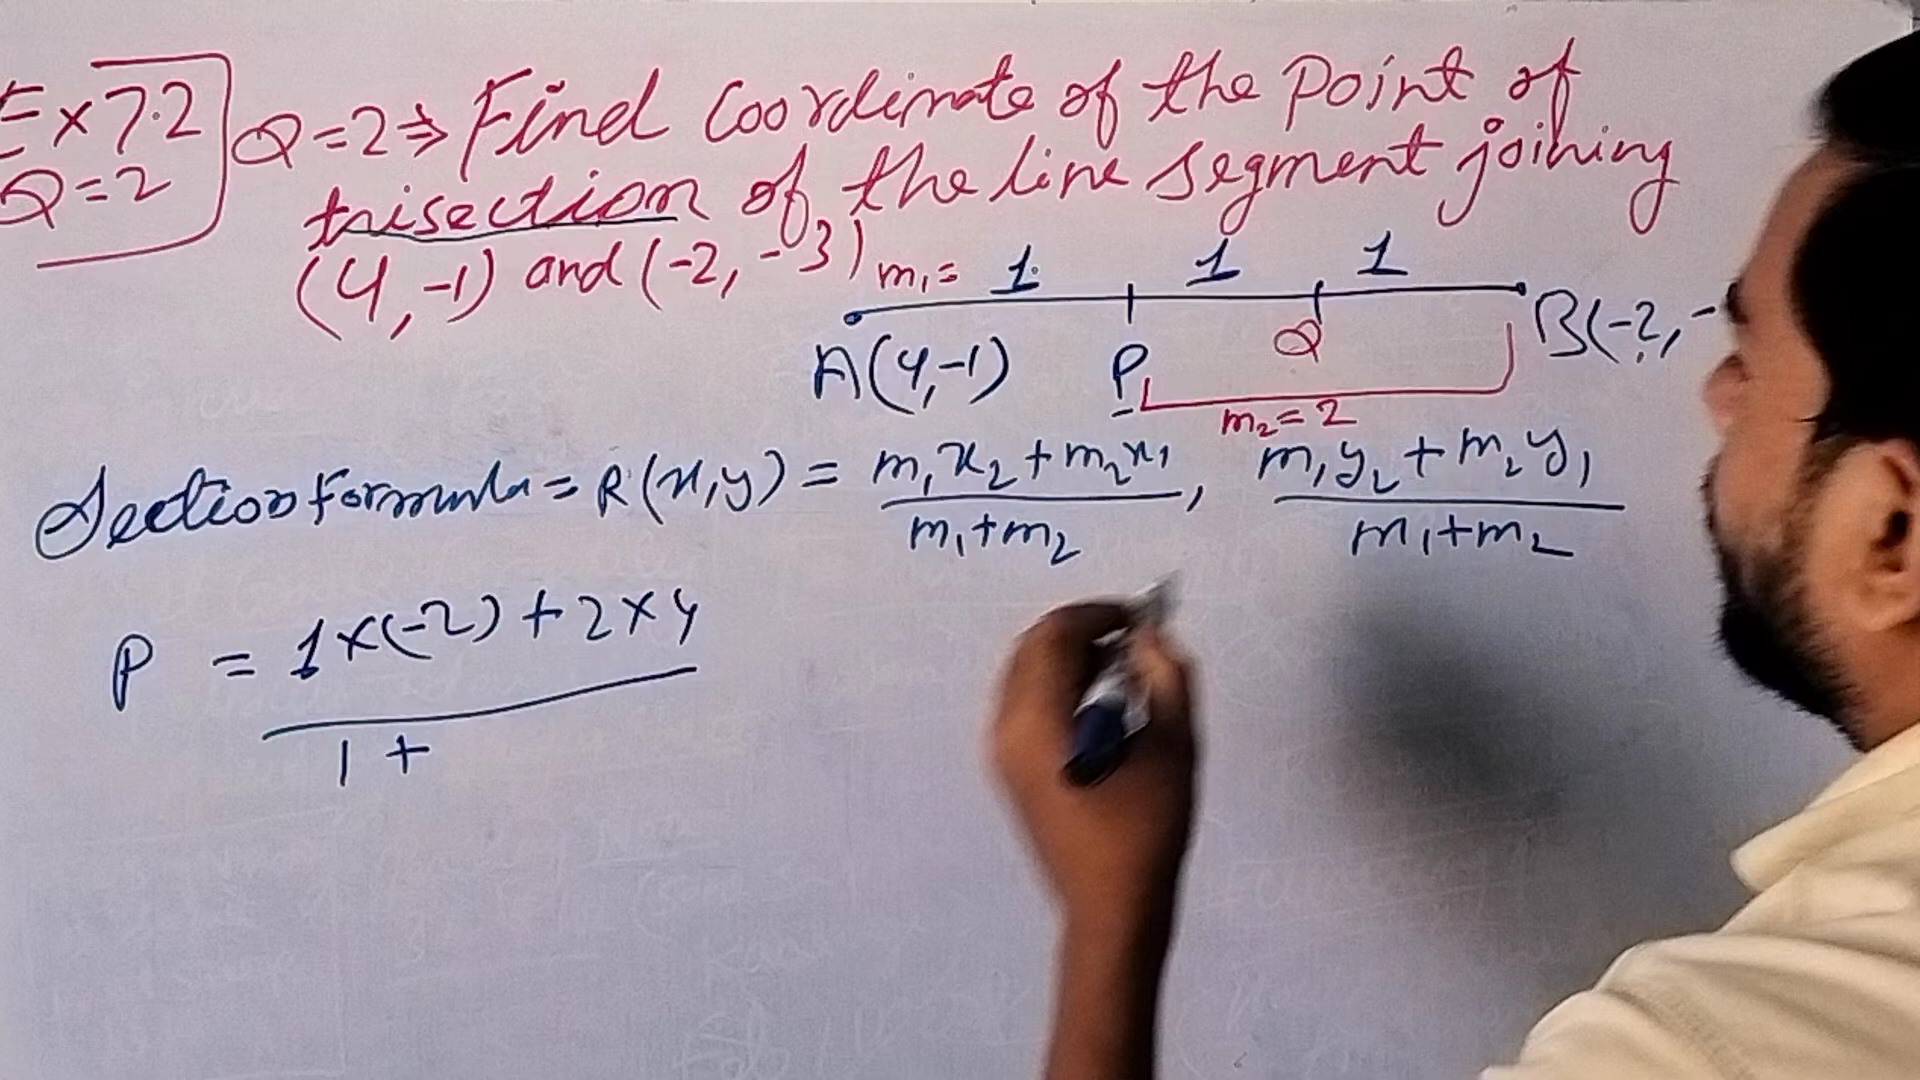 Ex 7.2
Q=2
Q=2⇒ Find Coordinate of the Point of
trisection of the line segment joining
(4,-1) and (-2, -3)
m₁= 1 1 1
A(4,-1) P Q B(-2, -
m₂=2
Section Formula = R(x,y) = (m₁x₂+m₂x₁)/(m₁+m₂), (m₁y₂+m₂y₁)/(m₁+m₂)
P = 1×(-2)+2×4
1+